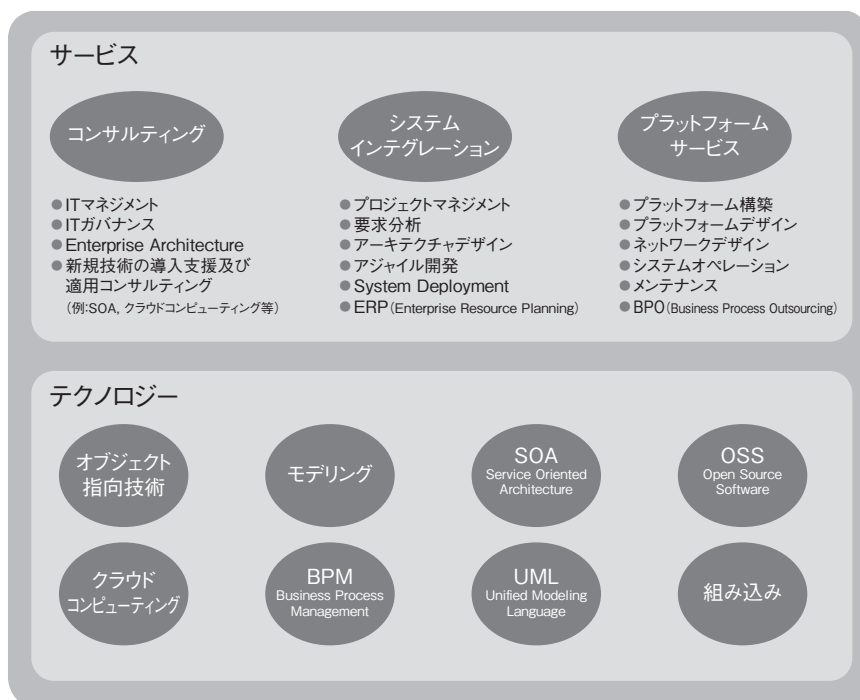 サービス
コンサルティング
●ITマネジメント
●ITガバナンス
●Enterprise Architecture
●新規技術の導入支援及び
適用コンサルティング
(例:SOA, クラウドコンピューティング等)
システム
インテグレーション
●プロジェクトマネジメント
●要求分析
●アーキテクチャデザイン
●アジャイル開発
●System Deployment
●ERP(Enterprise Resource Planning)
プラットフォーム
サービス
●プラットフォーム構築
●プラットフォームデザイン
●ネットワークデザイン
●システムオペレーション
●メンテナンス
●BPO(Business Process Outsourcing)
テクノロジー
オブジェクト
指向技術
モデリング
SOA
Service Oriented
Architecture
OSS
Open Source
Software
クラウド
コンピューティング
BPM
Business Process
Management
UML
Unified Modeling
Language
組み込み